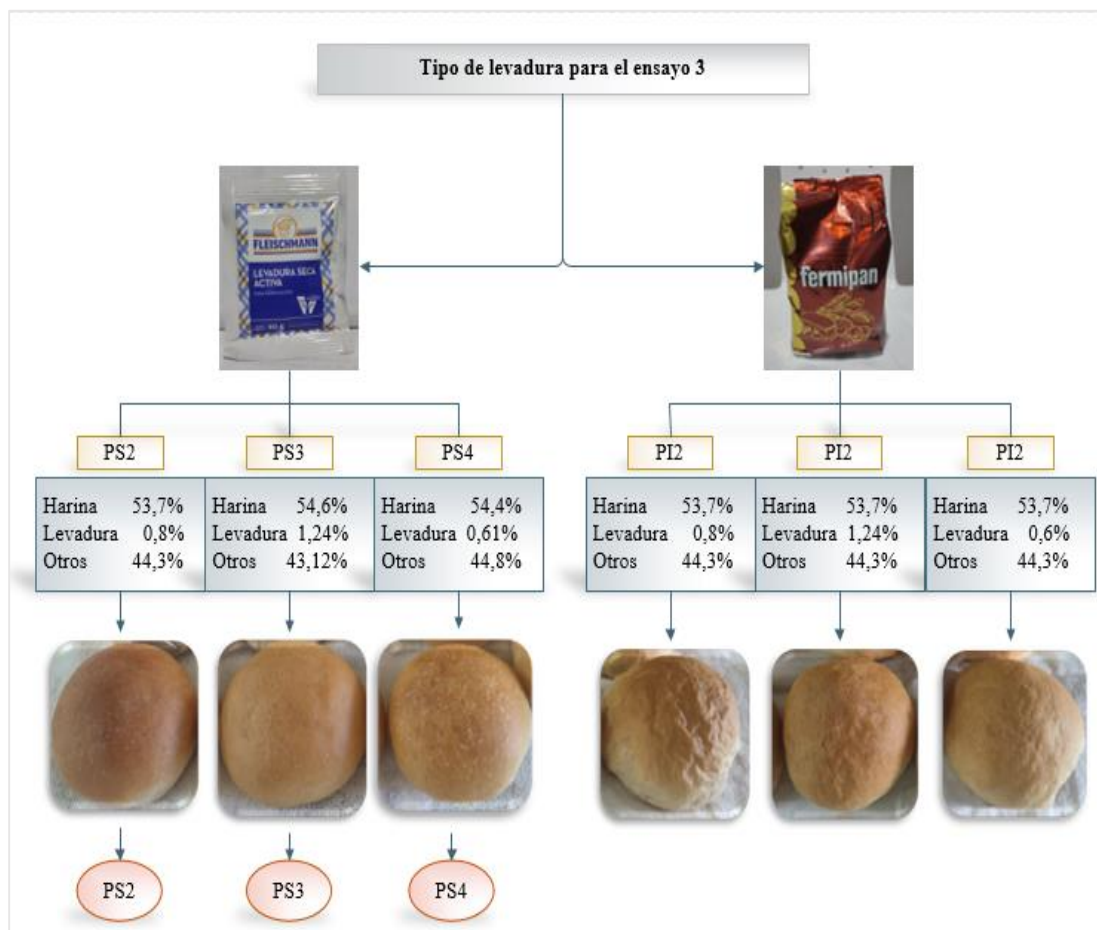 Tipo de levadura para el ensayo 3
FLEISCHMANN
LEVADURA SECA
ACTIVA
fermipan
PS2
PS3
PS4
PI2
PI2
PI2
Harina 53,7%
Levadura 0,8%
Otros 44,3%
Harina 54,6%
Levadura 1,24%
Otros 43,12%
Harina 54,4%
Levadura 0,61%
Otros 44,8%
Harina 53,7%
Levadura 0,8%
Otros 44,3%
Harina 53,7%
Levadura 1,24%
Otros 44,3%
Harina 53,7%
Levadura 0,6%
Otros 44,3%
PS2
PS3
PS4